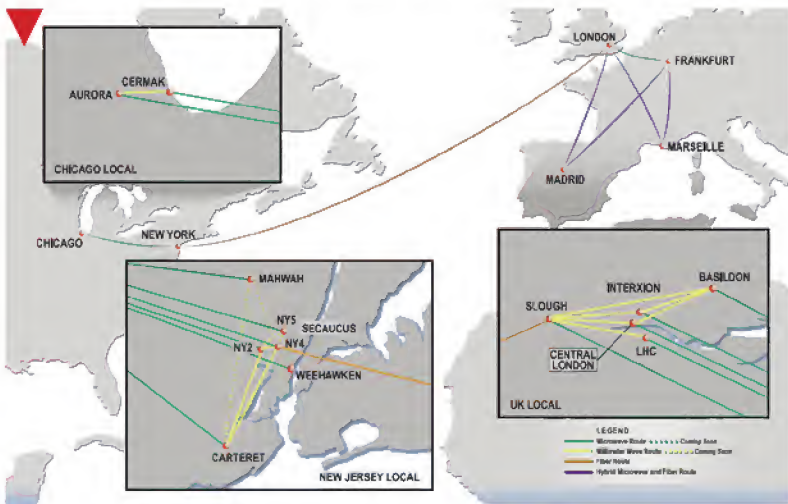 LONDON
FRANKFURT
CERMAK
AURORA
CHICAGO LOCAL
MARSEILLE
MADRID
CHICAGO
NEW YORK
MAHWAH
NY5
SECAUCUS
NY2
NY4
WEEHAWKEN
CARTERET
NEW JERSEY LOCAL
BASILDON
INTERXION
SLOUGH
CENTRAL
LONDON
LHC
UK LOCAL
LEGEND
Microwave Route
Coming Soon
Millimeter Wave Route
Coming Soon
Fiber Route
Hybrid Microwave and Fiber Route